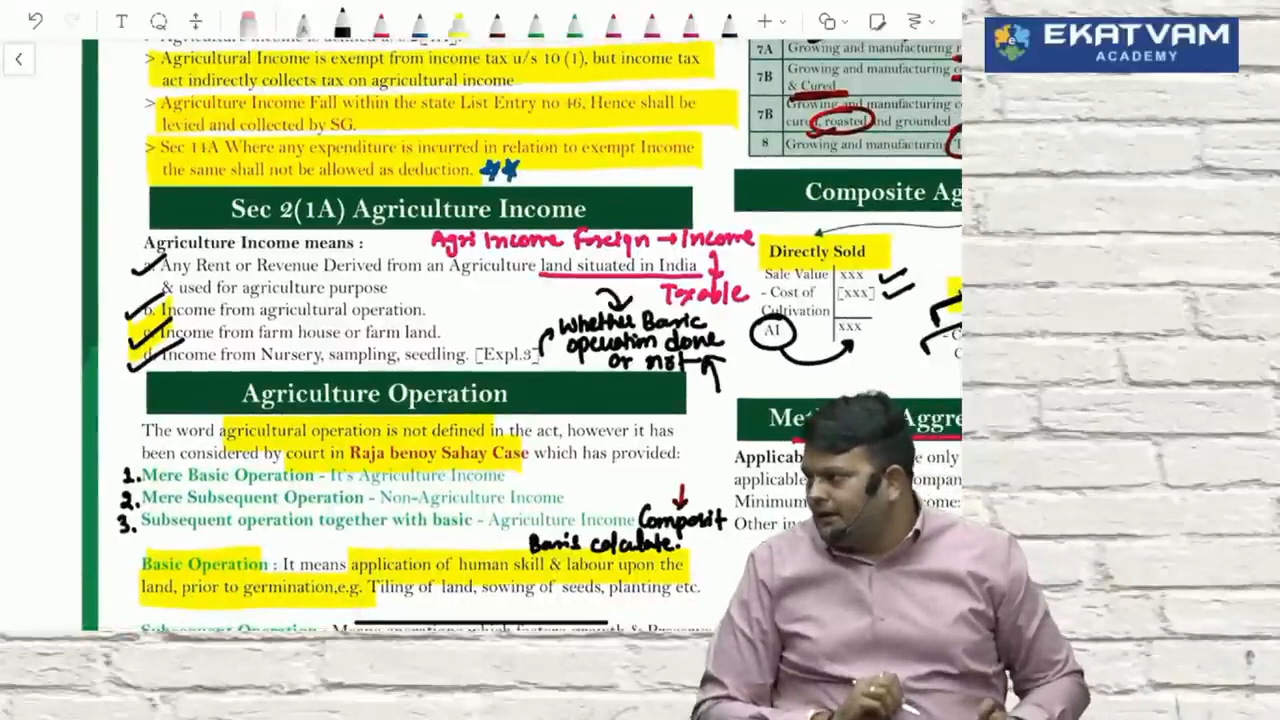 > Agricultural Income is exempt from income tax u/s 10 (1), but income tax
act indirectly collects tax on agricultural income
> Agriculture Income Fall within the state List Entry no 46, Hence shall be
levied and collected by SG.
> Sec 14A Where any expenditure is incurred in relation to exempt Income
the same shall not be allowed as deduction.
Sec 2(1A) Agriculture Income
Agriculture Income means :
Agri Income Foreign → Income
↓
Taxable
a. Any Rent or Revenue Derived from an Agriculture land situated in India
& used for agriculture purpose
b. Income from agricultural operation.
c. Income from farm house or farm land.
d. Income from Nursery, sampling, seedling. [Expl.3]
Whether Basic
operation done
or not
Agriculture Operation
The word agricultural operation is not defined in the act, however it has
been considered by court in Raja benoy Sahay Case which has provided:
1. Mere Basic Operation - It's Agriculture Income
2. Mere Subsequent Operation - Non-Agriculture Income
3. Subsequent operation together with basic - Agriculture Income
Composit
Basis calculate.
Basic Operation : It means application of human skill & labour upon the
land, prior to germination,e.g. Tiling of land, sowing of seeds, planting etc.
7A Growing and manufacturing
7B Growing and manufacturing
& Cured
7B Growing and manufacturing
cured, roasted and grounded
8 Growing and manufacturing
Composite Ag
Directly Sold
Sale Value xxx
- Cost of [xxx]
Cultivation
AI xxx
Me Aggre
Applicab e only
applicable ompan
Minimum come:
Other in
EKATVAM
ACADEMY